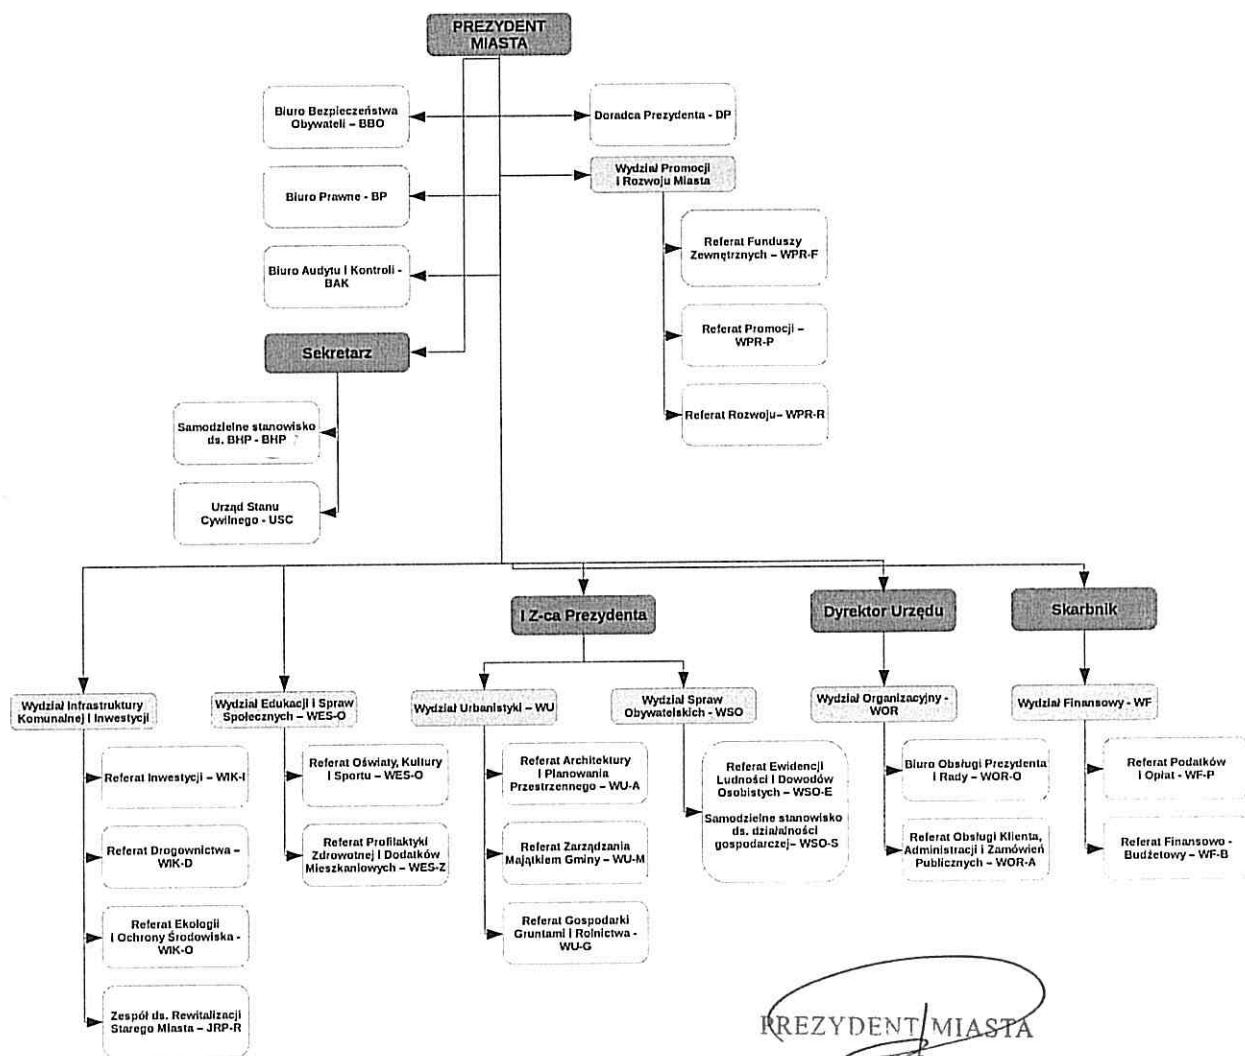 PREZYDENT
MIASTA
Biuro Bezpieczeństwa
Obywateli – BBO
Doradca Prezydenta - DP
Wydział Promocji
i Rozwoju Miasta
Biuro Prawne - BP
Referat Funduszy
Zewnętrznych – WPR-F
Biuro Audytu I Kontroli -
BAK
Referat Promocji –
WPR-P
Sekretarz
Referat Rozwoju– WPR-R
Samodzielne stanowisko
ds. BHP - BHP
Urząd Stanu
Cywilnego - USC
I Z-ca Prezydenta
Dyrektor Urzędu
Skarbnik
Wydział Infrastruktury
Komunalnej I Inwestycji
Wydział Edukacji I Spraw
Społecznych – WES-O
Wydział Urbanistyki – WU
Wydział Spraw
Obywatelskich - WSO
Wydział Organizacyjny -
WOR
Wydział Finansowy - WF
Referat Inwestycji – WIK-I
Referat Oświaty, Kultury
I Sportu – WES-O
Referat Architektury
I Planowania
Przestrzennego – WU-A
Referat Ewidencji
Ludności I Dowodów
Osobistych – WSO-E
Samodzielne stanowisko
ds. działalności
gospodarczej– WSO-S
Biuro Obsługi Prezydenta
i Rady – WOR-O
Referat Podatków
I Opłat - WF-P
Referat Drogownictwa –
WIK-D
Referat Profilaktyki
Zdrowotnej I Dodatków
Mieszkaniowych – WES-Z
Referat Zarządzania
Majątkiem Gminy – WU-M
Referat Obsługi Klienta,
Administracji i Zamówień
Publicznych – WOR-A
Referat Finansowo -
Budżetowy – WF-B
Referat Ekologii
I Ochrony Środowiska -
WIK-O
Referat Gospodarki
Gruntami I Rolnictwa -
WU-G
Zespół ds. Rewitalizacji
Starego Miasta – JRP-R
PREZYDENT MIASTA